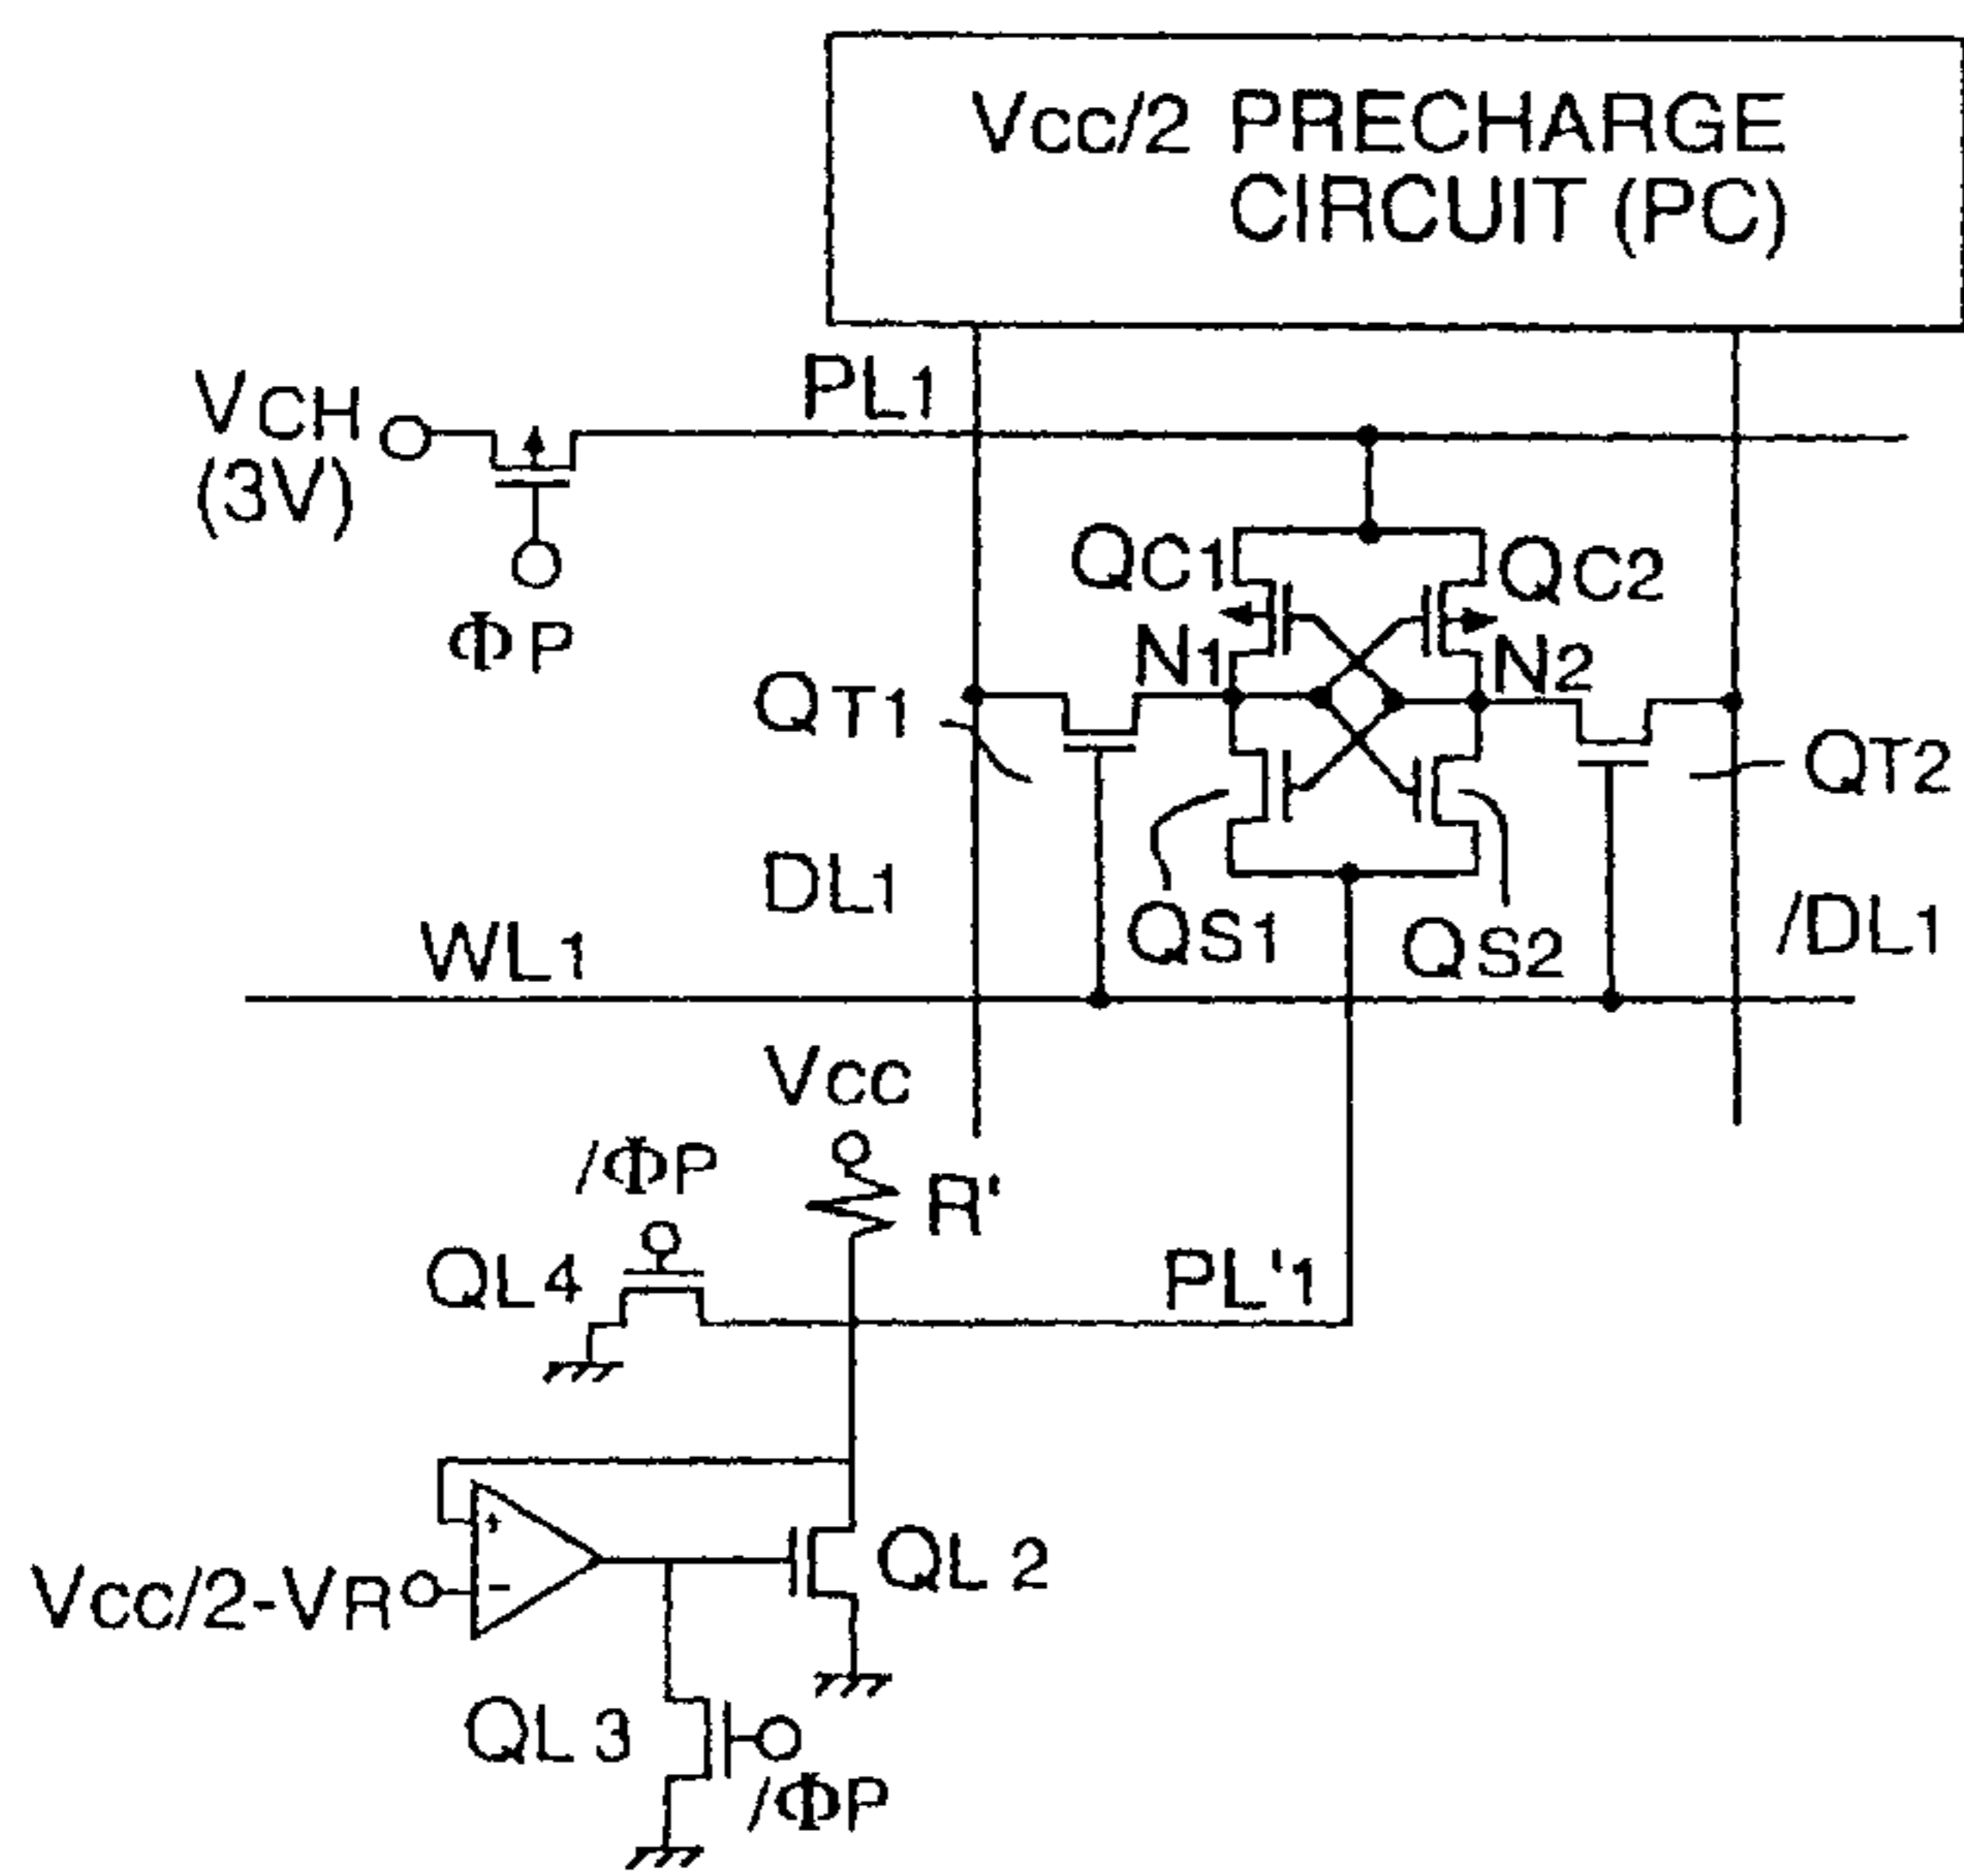 Vcc/2 PRECHARGE
CIRCUIT (PC)
PL1
VCH
(3V)
ΦP
QC1
QC2
N1
N2
QT1
QT2
DL1
QS1
QS2
/DL1
WL1
Vcc
/ΦP
R'
QL4
PL'1
+
-
Vcc/2-VR
QL2
QL3
/ΦP